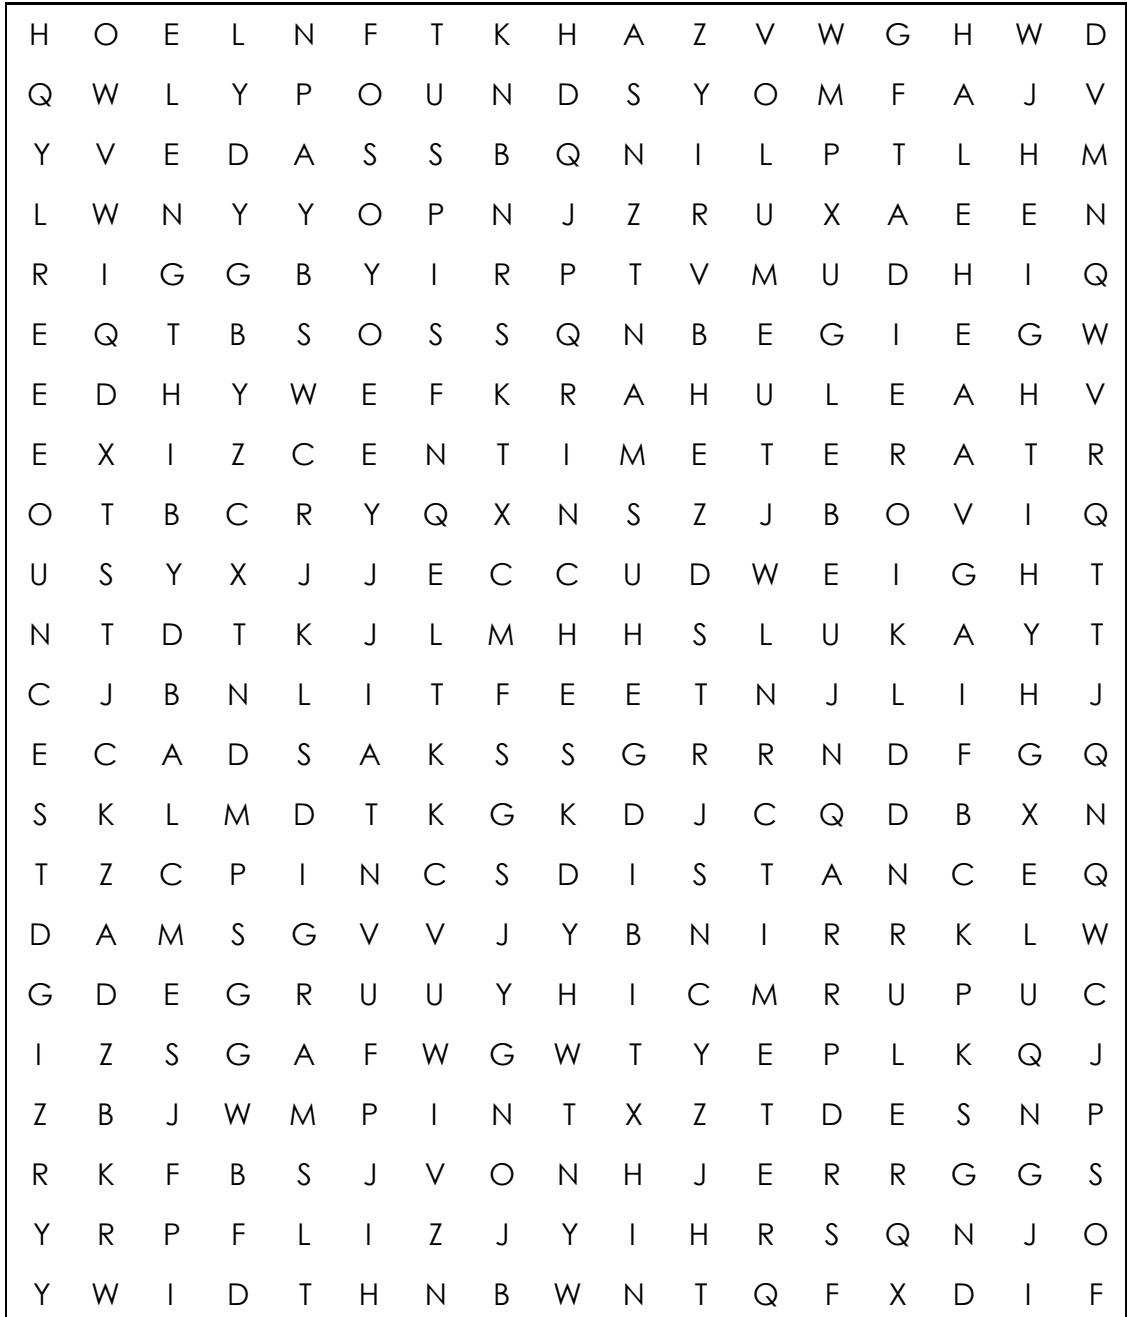 H O E L N F T K H A Z V W G H W D
Q W L Y P O U N D S Y O M F A J V
Y V E D A S S B Q N I L P T L H M
L W N Y Y O P N J Z R U X A E E N
R I G G B Y I R P T V M U D H I Q
E Q T B S O S S Q N B E G I E G W
E D H Y W E F K R A H U L E A H V
E X I Z C E N T I M E T E R A T R
O T B C R Y Q X N S Z J B O V I Q
U S Y X J J E C C U D W E I G H T
N T D T K J L M H H S L U K A Y T
C J B N L I T F E E T N J L I H J
E C A D S A K S S G R R N D F G Q
S K L M D T K G K D J C Q D B X N
T Z C P I N C S D I S T A N C E Q
D A M S G V V J Y B N I R R K L W
G D E G R U U Y H I C M R U P U C
I Z S G A F W G W T Y E P L K Q J
Z B J W M P I N T X Z T D E S N P
R K F B S J V O N H J E R R G G S
Y R P F L I Z J Y I H R S Q N J O
Y W I D T H N B W N T Q F X D I F